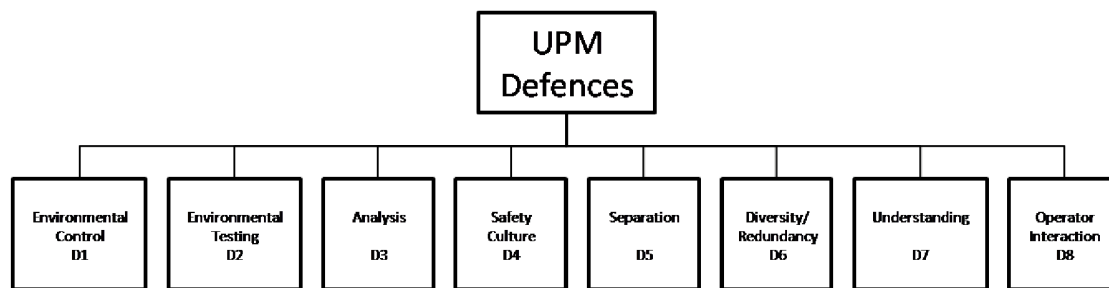 UPM
Defences
Environmental
Control
D1
Environmental
Testing
D2
Analysis
D3
Safety
Culture
D4
Separation
D5
Diversity/
Redundancy
D6
Understanding
D7
Operator
Interaction
D8